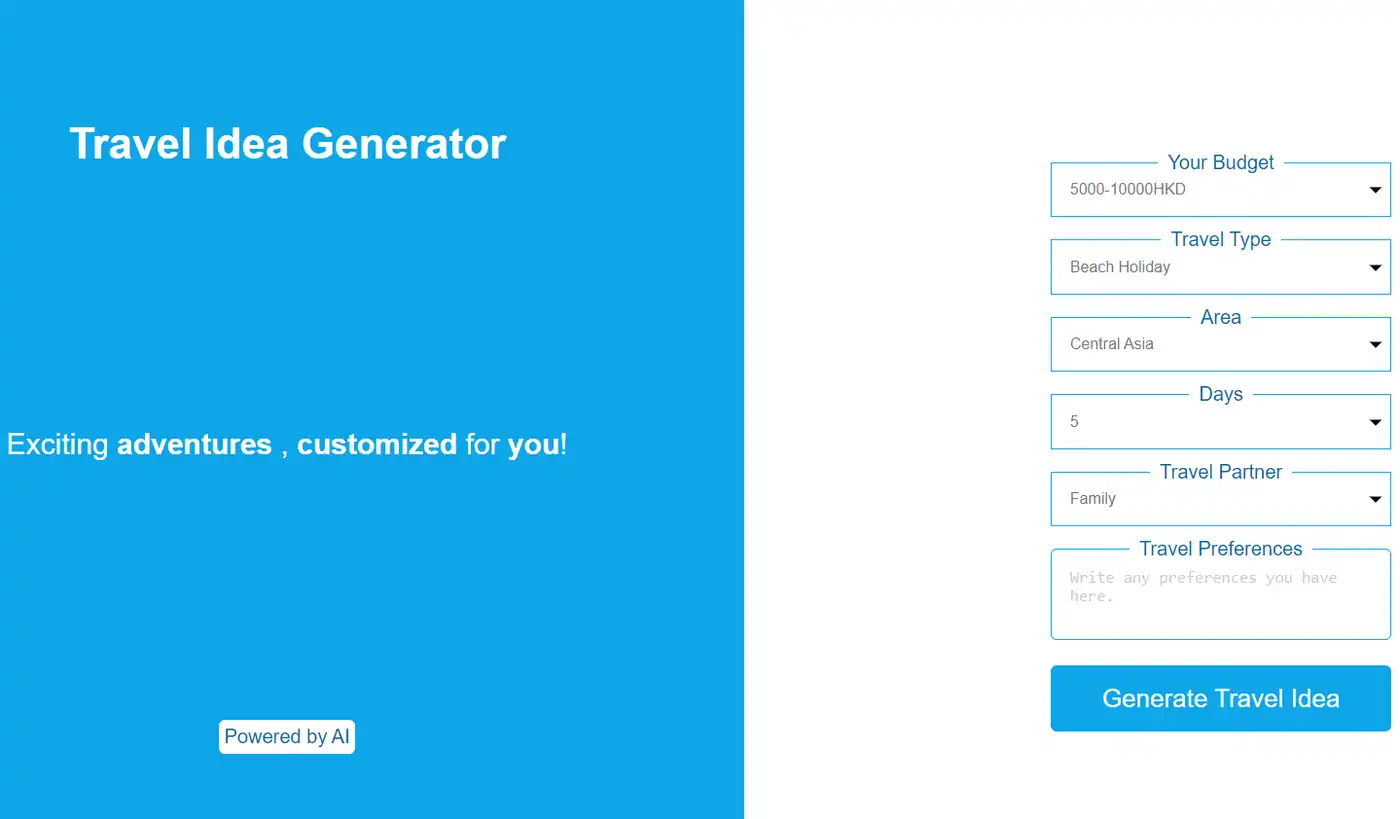 Travel Idea Generator
Exciting adventures , customized for you!
Powered by AI
Your Budget
5000-10000HKD
Travel Type
Beach Holiday
Area
Central Asia
Days
5
Travel Partner
Family
Travel Preferences
Write any preferences you have
here.
Generate Travel Idea